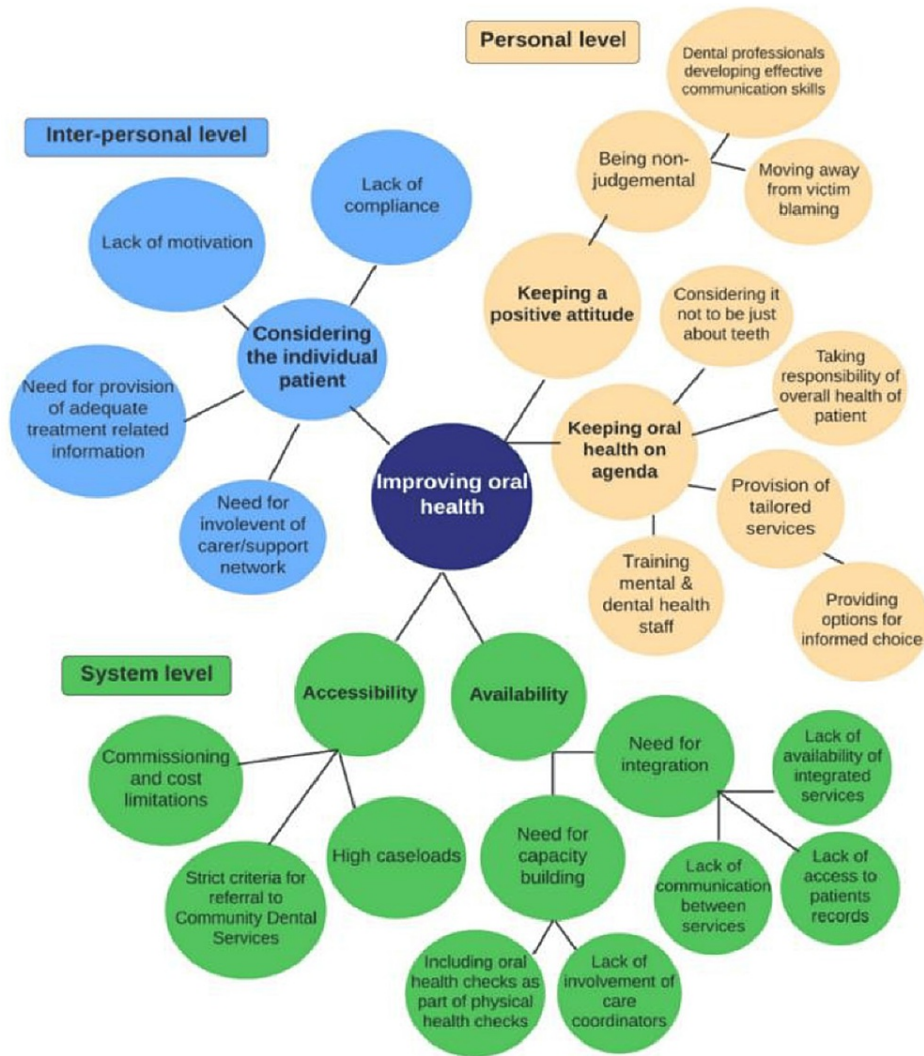 Personal level
Dental professionals
developing effective
communication skills
Being non-
judgemental
Moving away
from victim
blaming
Keeping a
positive attitude
Considering it
not to be just
about teeth
Taking
responsibility of
overall health of
patient
Keeping oral
health on
agenda
Provision of
tailored
services
Training
mental &
dental health
staff
Providing
options for
informed choice
Inter-personal level
Lack of
compliance
Lack of motivation
Considering
the individual
patient
Need for provision
of adequate
treatment related
information
Need for
involevent of
carer/support
network
Improving oral
health
System level
Accessibility
Availability
Commissioning
and cost
limitations
Strict criteria for
referral to
Community Dental
Services
High caseloads
Need for
integration
Lack of
availability of
integrated
services
Lack of
communication
between
services
Lack of
access to
patients
records
Need for
capacity
building
Including oral
health checks as
part of physical
health checks
Lack of
involvement of
care
coordinators